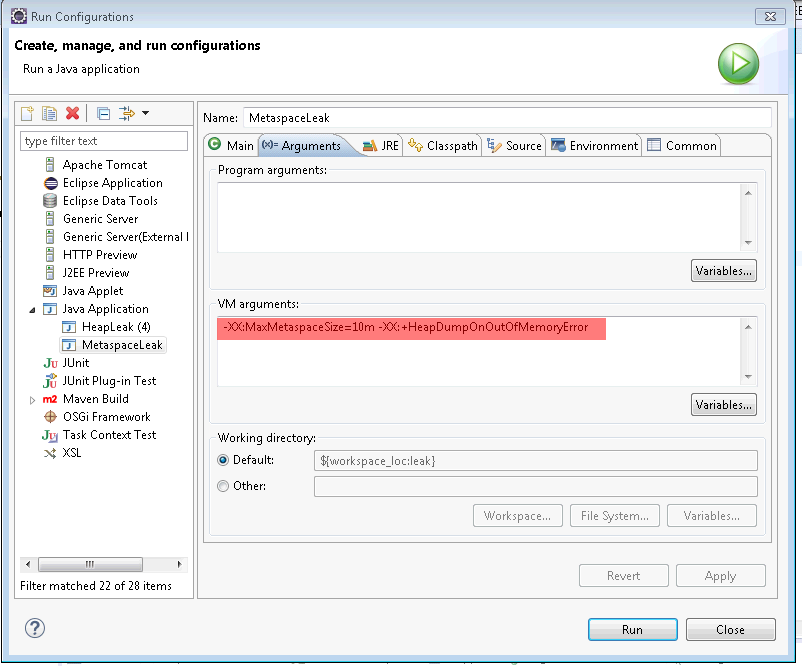 Run Configurations
Create, manage, and run configurations
Run a Java application
type filter text
Apache Tomcat
Eclipse Application
Eclipse Data Tools
Generic Server
Generic Server(External l
HTTP Preview
J2EE Preview
Java Applet
Java Application
HeapLeak (4)
MetaspaceLeak
JUnit
JUnit Plug-in Test
Maven Build
OSGi Framework
Task Context Test
XSL
Filter matched 22 of 28 items
Name: MetaspaceLeak
Main (x)= Arguments JRE Classpath Source Environment Common
Program arguments:
Variables...
VM arguments:
-XX:MaxMetaspaceSize=10m -XX:+HeapDumpOnOutOfMemoryError
Variables...
Working directory:
Default: ${workspace_loc:leak}
Other:
Workspace... File System... Variables...
Revert Apply
Run Close